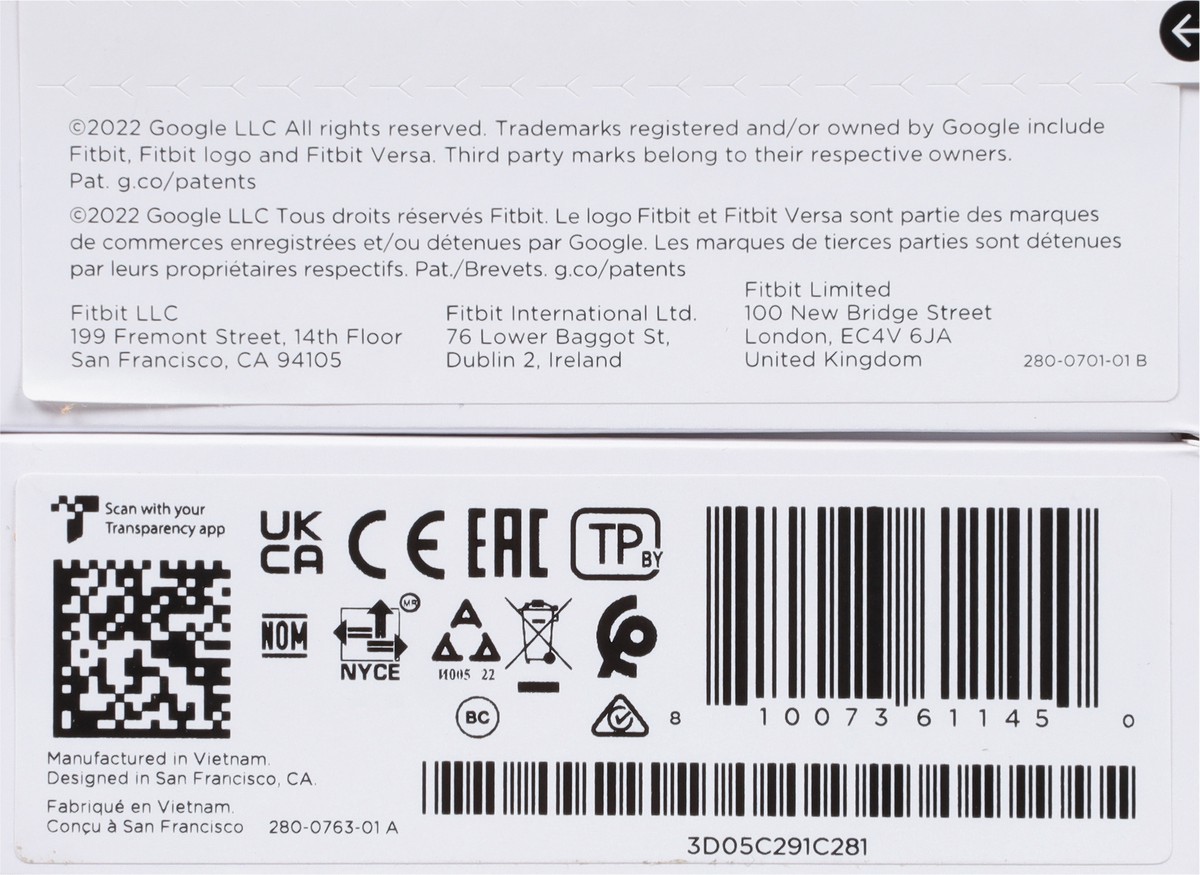 ©2022 Google LLC All rights reserved. Trademarks registered and/or owned by Google include
Fitbit, Fitbit logo and Fitbit Versa. Third party marks belong to their respective owners.
Pat. g.co/patents
©2022 Google LLC Tous droits réservés Fitbit. Le logo Fitbit et Fitbit Versa sont partie des marques
de commerces enregistrées et/ou détenues par Google. Les marques de tierces parties sont détenues
par leurs propriétaires respectifs. Pat./Brevets. g.co/patents
Fitbit LLC
199 Fremont Street, 14th Floor
San Francisco, CA 94105
Fitbit International Ltd.
76 Lower Baggot St,
Dublin 2, Ireland
Fitbit Limited
100 New Bridge Street
London, EC4V 6JA
United Kingdom
280-0701-01 B
Scan with your
Transparency app
UK
CA
CE
EAC
TP BY
NOM
MR
NYCE
И005 22
BC
8 10073 61145 0
Manufactured in Vietnam.
Designed in San Francisco, CA.
Fabriqué en Vietnam.
Conçu à San Francisco
280-0763-01 A
3D05C291C281